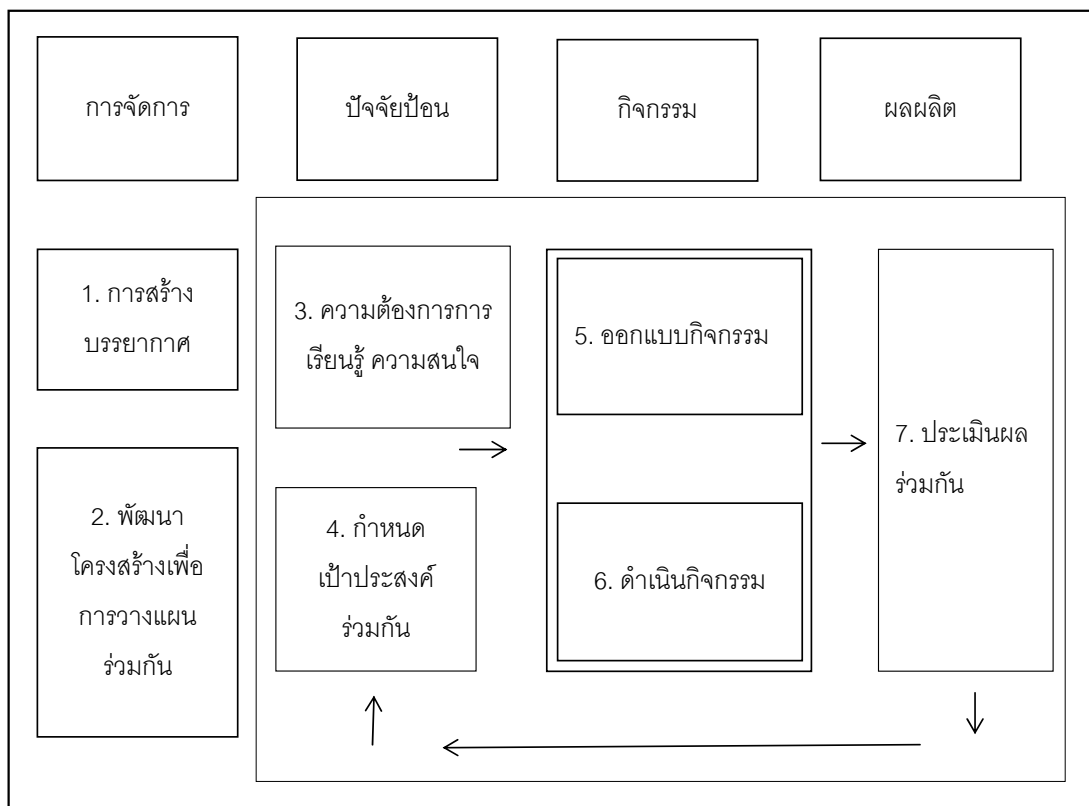 การจัดการ
ปัจจัยป้อน
กิจกรรม
ผลผลิต
1. การสร้าง
บรรยากาศ
2. พัฒนา
โครงสร้างเพื่อ
การวางแผน
ร่วมกัน
3. ความต้องการการ
เรียนรู้ ความสนใจ
4. กำหนด
เป้าประสงค์
ร่วมกัน
5. ออกแบบกิจกรรม
6. ดำเนินกิจกรรม
7. ประเมินผล
ร่วมกัน